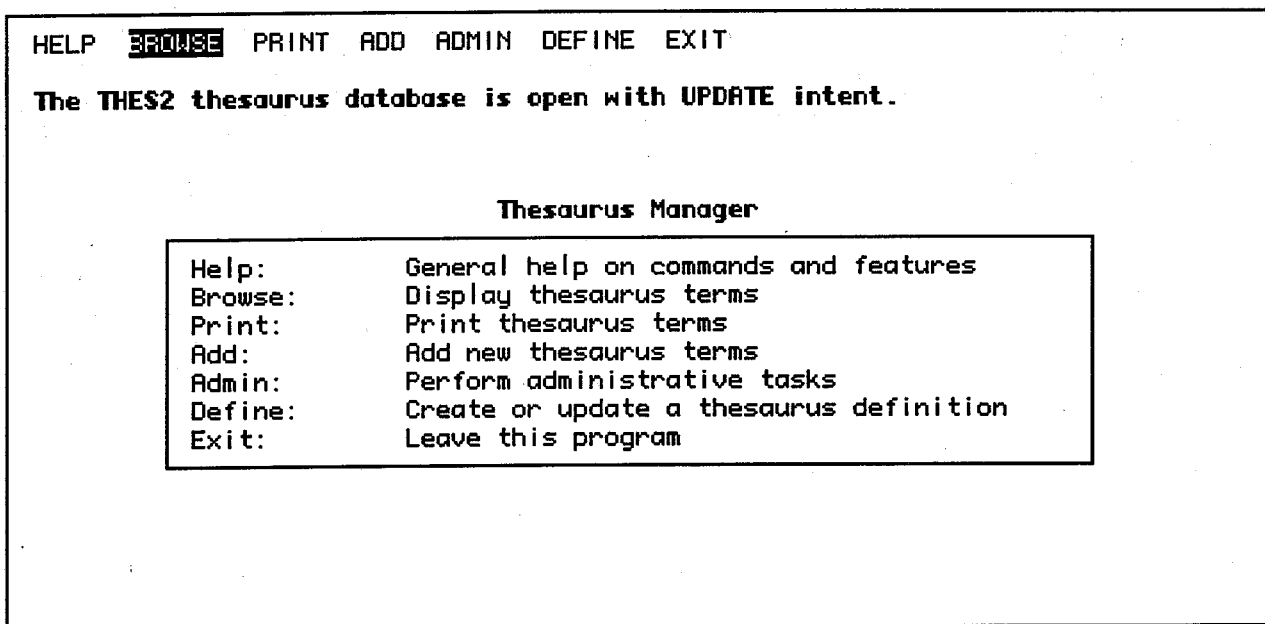 HELP BROWSE PRINT ADD ADMIN DEFINE EXIT
The THES2 thesaurus database is open with UPDATE intent.
Thesaurus Manager
Help: General help on commands and features
Browse: Display thesaurus terms
Print: Print thesaurus terms
Add: Add new thesaurus terms
Admin: Perform administrative tasks
Define: Create or update a thesaurus definition
Exit: Leave this program